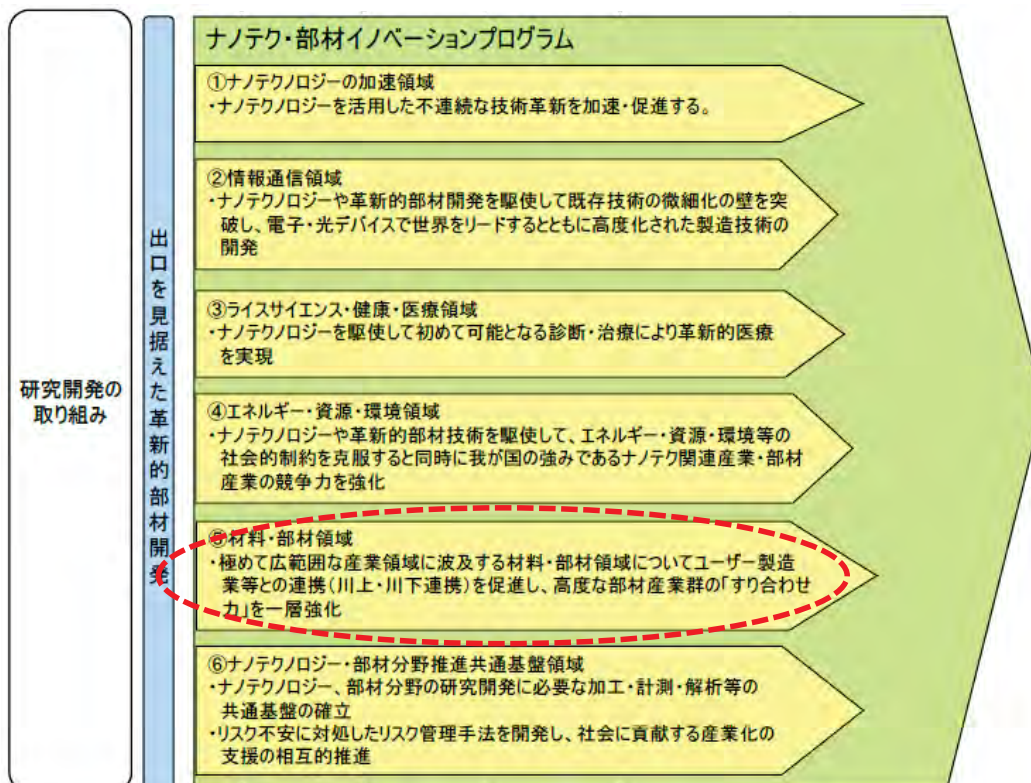 研究開発の
取り組み
出口を見据えた革新的部材開発
ナノテク・部材イノベーションプログラム
①ナノテクノロジーの加速領域
・ナノテクノロジーを活用した不連続な技術革新を加速・促進する。
②情報通信領域
・ナノテクノロジーや革新的部材開発を駆使して既存技術の微細化の壁を突
破し、電子・光デバイスで世界をリードするとともに高度化された製造技術の
開発
③ライスサイエンス・健康・医療領域
・ナノテクノロジーを駆使して初めて可能となる診断・治療により革新的医療
を実現
④エネルギー・資源・環境領域
・ナノテクノロジーや革新的部材技術を駆使して、エネルギー・資源・環境等の
社会的制約を克服すると同時に我が国の強みであるナノテク関連産業・部材
産業の競争力を強化
⑤材料・部材領域
・極めて広範囲な産業領域に波及する材料・部材領域についてユーザー製造
業等との連携(川上・川下連携)を促進し、高度な部材産業群の「すり合わせ
力」を一層強化
⑥ナノテクノロジー・部材分野推進共通基盤領域
・ナノテクノロジー、部材分野の研究開発に必要な加工・計測・解析等の
共通基盤の確立
・リスク不安に対処したリスク管理手法を開発し、社会に貢献する産業化の
支援の相互的推進